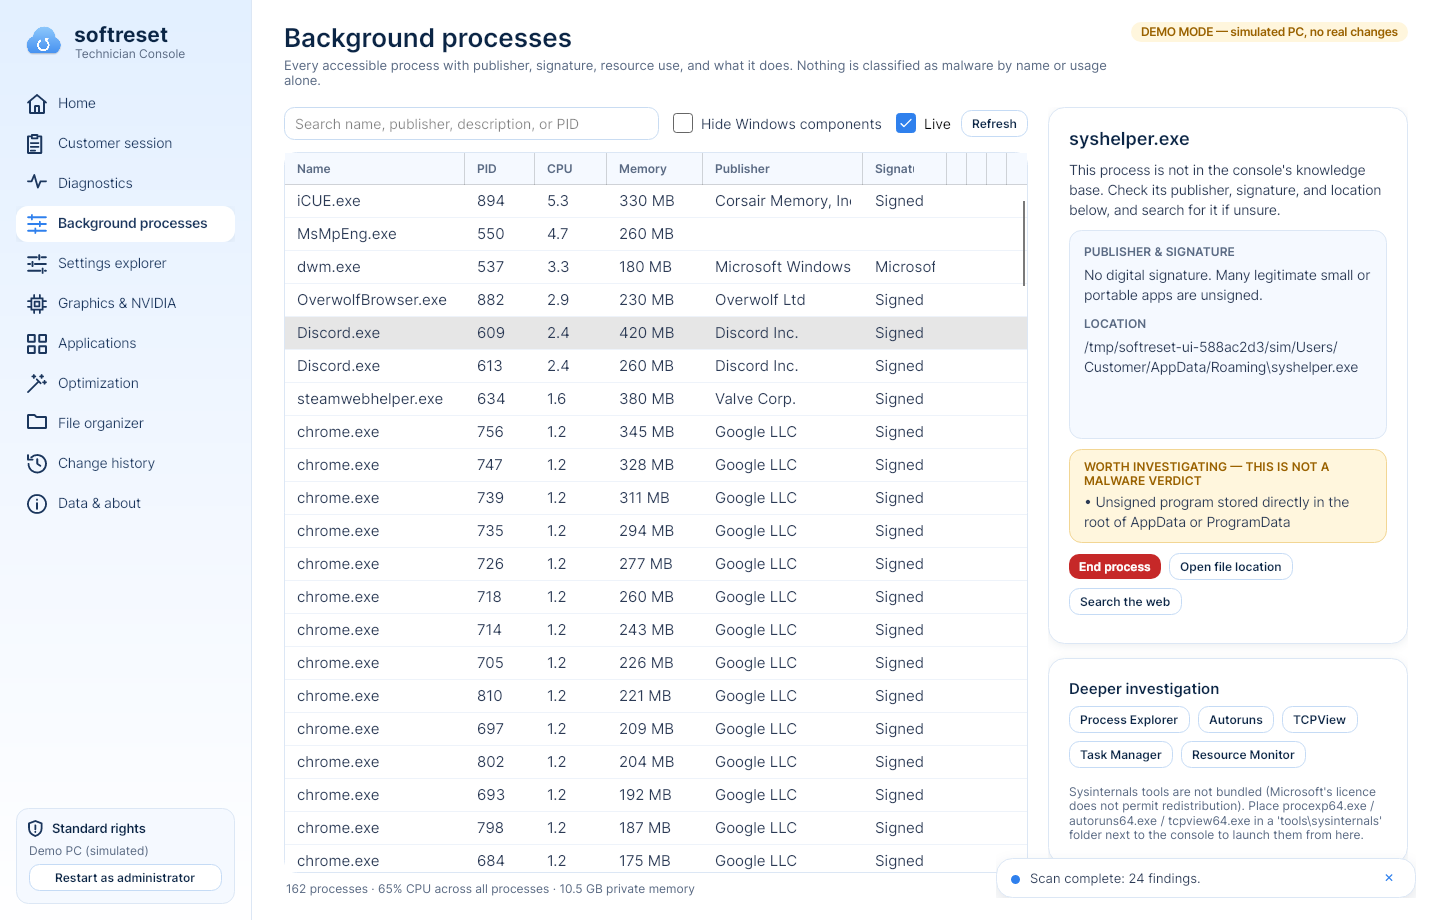 softreset
Technician Console
Home
Customer session
Diagnostics
Background processes
Settings explorer
Graphics & NVIDIA
Applications
Optimization
File organizer
Change history
Data & about
Standard rights
Demo PC (simulated)
Restart as administrator
Background processes
DEMO MODE — simulated PC, no real changes
Every accessible process with publisher, signature, resource use, and what it does. Nothing is classified as malware by name or usage
alone.
Search name, publisher, description, or PID
Hide Windows components
Live
Refresh
Name PID CPU Memory Publisher Signatu
iCUE.exe 894 5.3 330 MB Corsair Memory, Inc Signed
MsMpEng.exe 550 4.7 260 MB
dwm.exe 537 3.3 180 MB Microsoft Windows Microsof
OverwolfBrowser.exe 882 2.9 230 MB Overwolf Ltd Signed
Discord.exe 609 2.4 420 MB Discord Inc. Signed
Discord.exe 613 2.4 260 MB Discord Inc. Signed
steamwebhelper.exe 634 1.6 380 MB Valve Corp. Signed
chrome.exe 756 1.2 345 MB Google LLC Signed
chrome.exe 747 1.2 328 MB Google LLC Signed
chrome.exe 739 1.2 311 MB Google LLC Signed
chrome.exe 735 1.2 294 MB Google LLC Signed
chrome.exe 726 1.2 277 MB Google LLC Signed
chrome.exe 718 1.2 260 MB Google LLC Signed
chrome.exe 714 1.2 243 MB Google LLC Signed
chrome.exe 705 1.2 226 MB Google LLC Signed
chrome.exe 810 1.2 221 MB Google LLC Signed
chrome.exe 697 1.2 209 MB Google LLC Signed
chrome.exe 802 1.2 204 MB Google LLC Signed
chrome.exe 693 1.2 192 MB Google LLC Signed
chrome.exe 798 1.2 187 MB Google LLC Signed
chrome.exe 684 1.2 175 MB Google LLC Signed
162 processes · 65% CPU across all processes · 10.5 GB private memory
syshelper.exe
This process is not in the console's knowledge
base. Check its publisher, signature, and location
below, and search for it if unsure.
PUBLISHER & SIGNATURE
No digital signature. Many legitimate small or
portable apps are unsigned.
LOCATION
/tmp/softreset-ui-588ac2d3/sim/Users/
Customer/AppData/Roaming\syshelper.exe
WORTH INVESTIGATING — THIS IS NOT A
MALWARE VERDICT
• Unsigned program stored directly in the
root of AppData or ProgramData
End process
Open file location
Search the web
Deeper investigation
Process Explorer
Autoruns
TCPView
Task Manager
Resource Monitor
Sysinternals tools are not bundled (Microsoft's licence
does not permit redistribution). Place procexp64.exe /
autoruns64.exe / tcpview64.exe in a 'tools\sysinternals'
folder next to the console to launch them from here.
Scan complete: 24 findings.